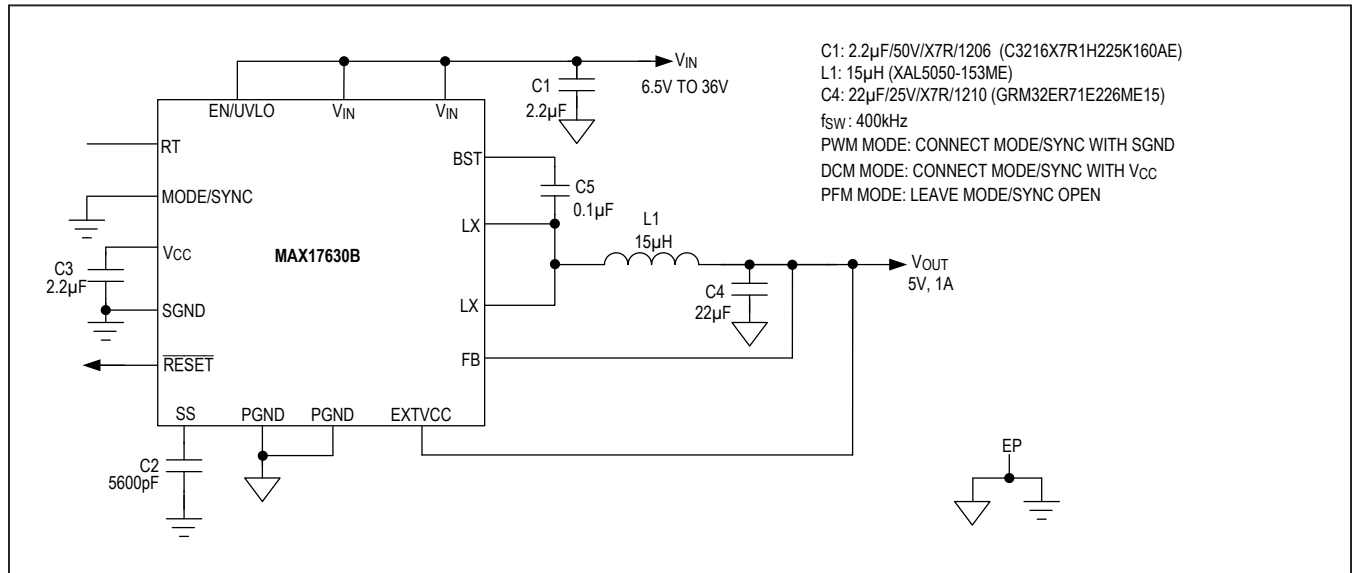 C1: 2.2µF/50V/X7R/1206 (C3216X7R1H225K160AE)
L1: 15µH (XAL5050-153ME)
C4: 22µF/25V/X7R/1210 (GRM32ER71E226ME15)
fSW : 400kHz
PWM MODE: CONNECT MODE/SYNC WITH SGND
DCM MODE: CONNECT MODE/SYNC WITH VCC
PFM MODE: LEAVE MODE/SYNC OPEN
VIN
6.5V TO 36V
C1
2.2µF
EN/UVLO
VIN
VIN
RT
MODE/SYNC
VCC
C3
2.2µF
SGND
RESET
MAX17630B
BST
C5
0.1µF
LX
L1
15µH
LX
C4
22µF
VOUT
5V, 1A
FB
SS
PGND
PGND
EXTVCC
C2
5600pF
EP